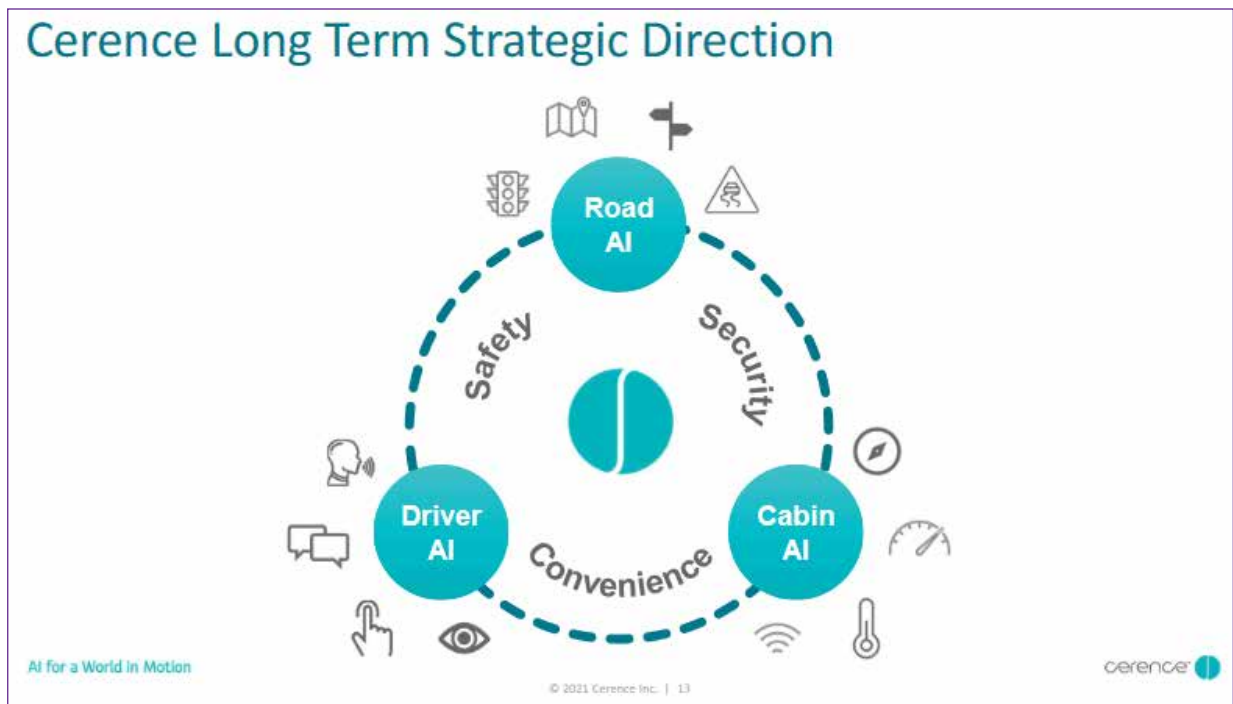 Cerence Long Term Strategic Direction
Road
AI
Safety
Security
Driver
AI
Cabin
AI
Convenience
AI for a World in Motion
© 2021 Cerence Inc. | 13
cerence™